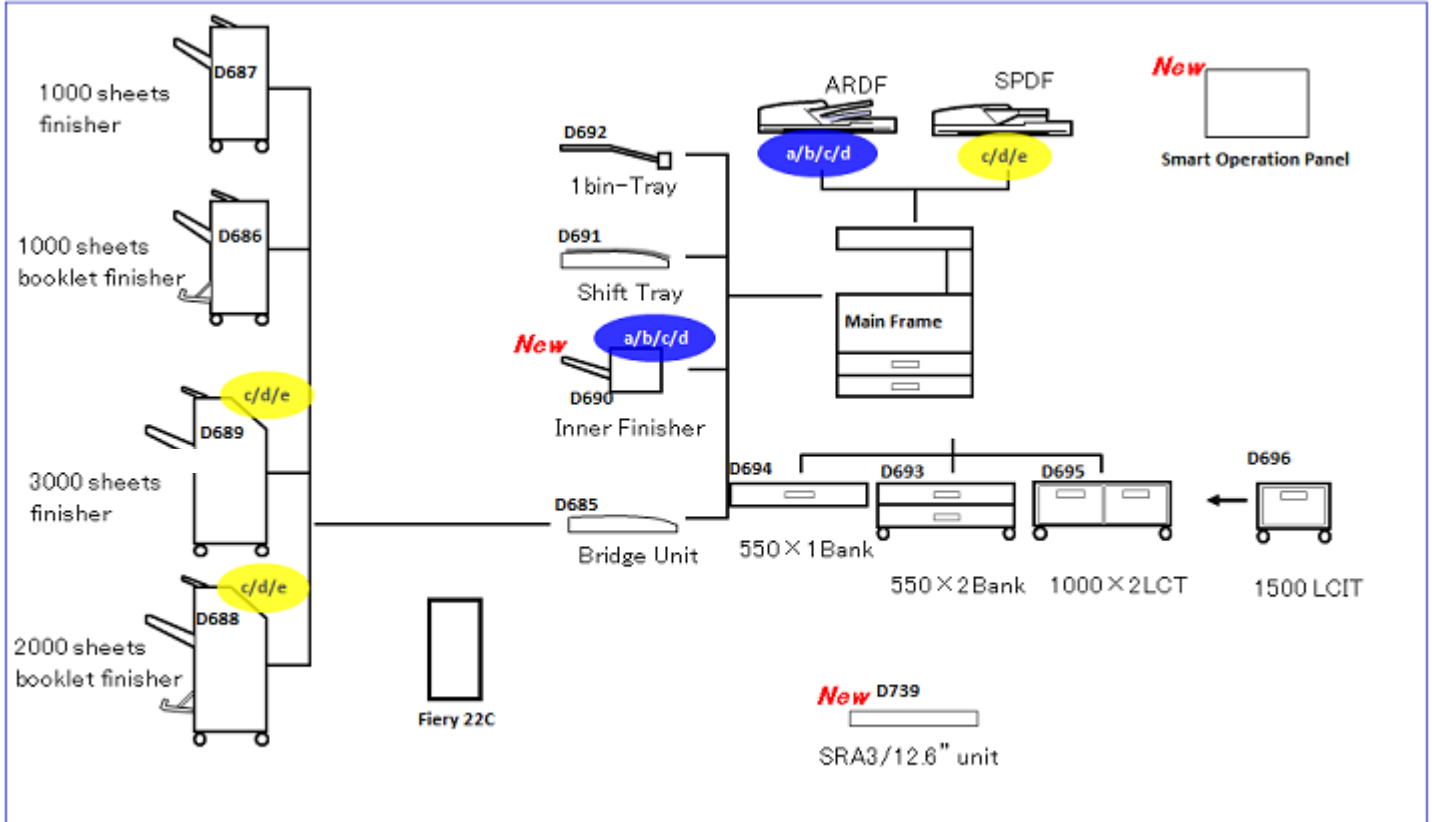 D687
1000 sheets
finisher
D686
1000 sheets
booklet finisher
c/d/e
D689
3000 sheets
finisher
c/d/e
D688
2000 sheets
booklet finisher
D692
1bin-Tray
D691
Shift Tray
New
a/b/c/d
D690
Inner Finisher
D685
Bridge Unit
Fiery 22C
ARDF
a/b/c/d
SPDF
c/d/e
New
Smart Operation Panel
Main Frame
D694
550×1Bank
D693
550×2Bank
D695
1000×2LCT
D696
1500 LCIT
New D739
SRA3/12.6" unit